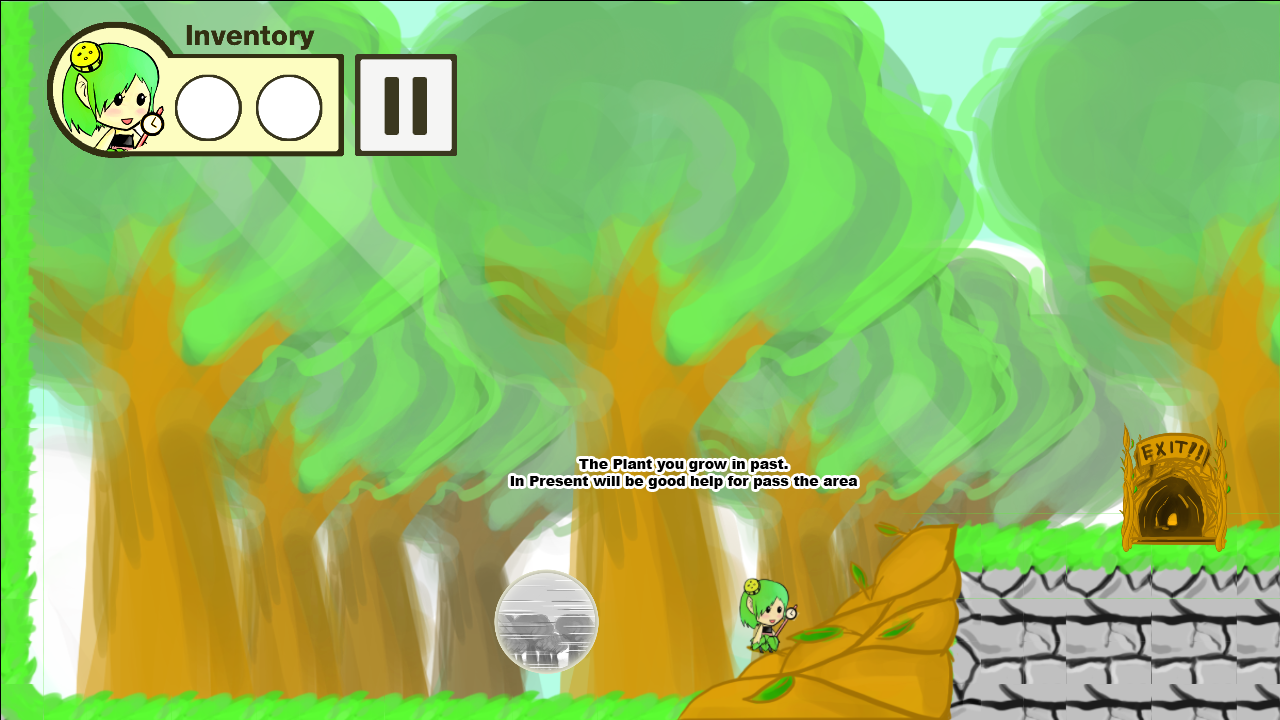 Inventory
The Plant you grow in past.
In Present will be good help for pass the area
EXIT!!